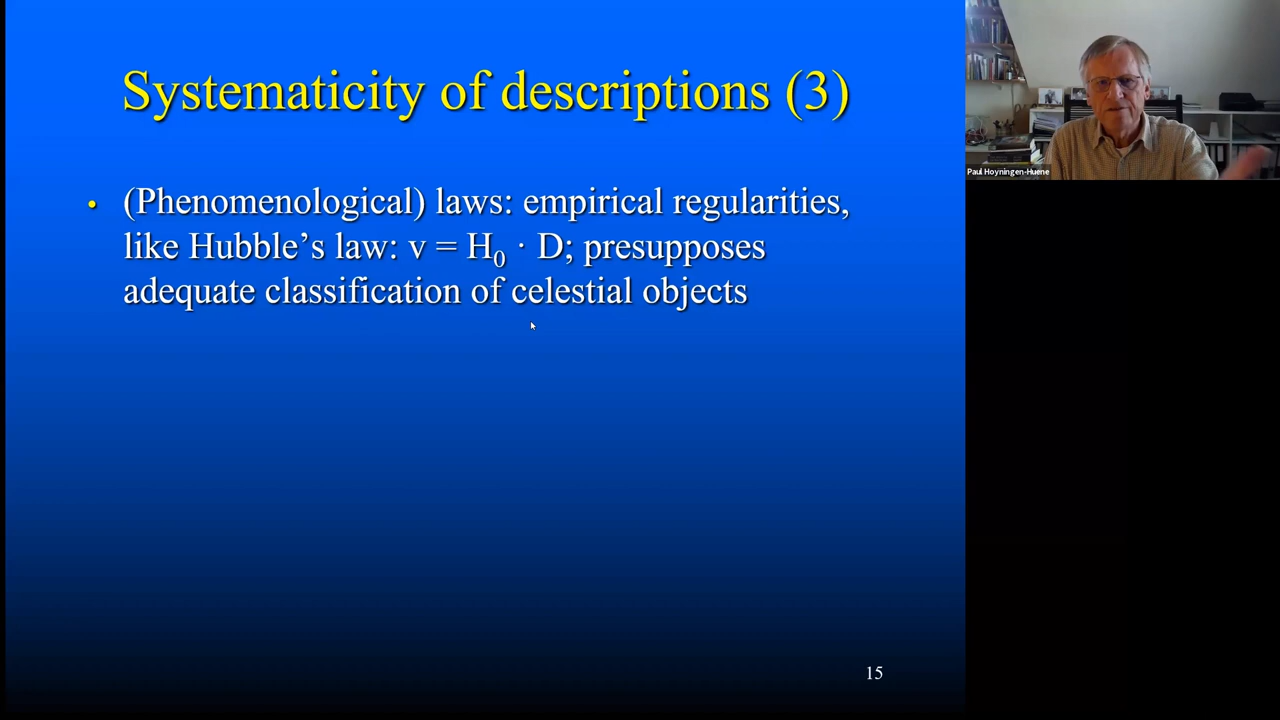 Systematicity of descriptions (3)
• (Phenomenological) laws: empirical regularities,
like Hubble’s law: v = H₀ · D; presupposes
adequate classification of celestial objects
15
Paul Hoyningen-Huene